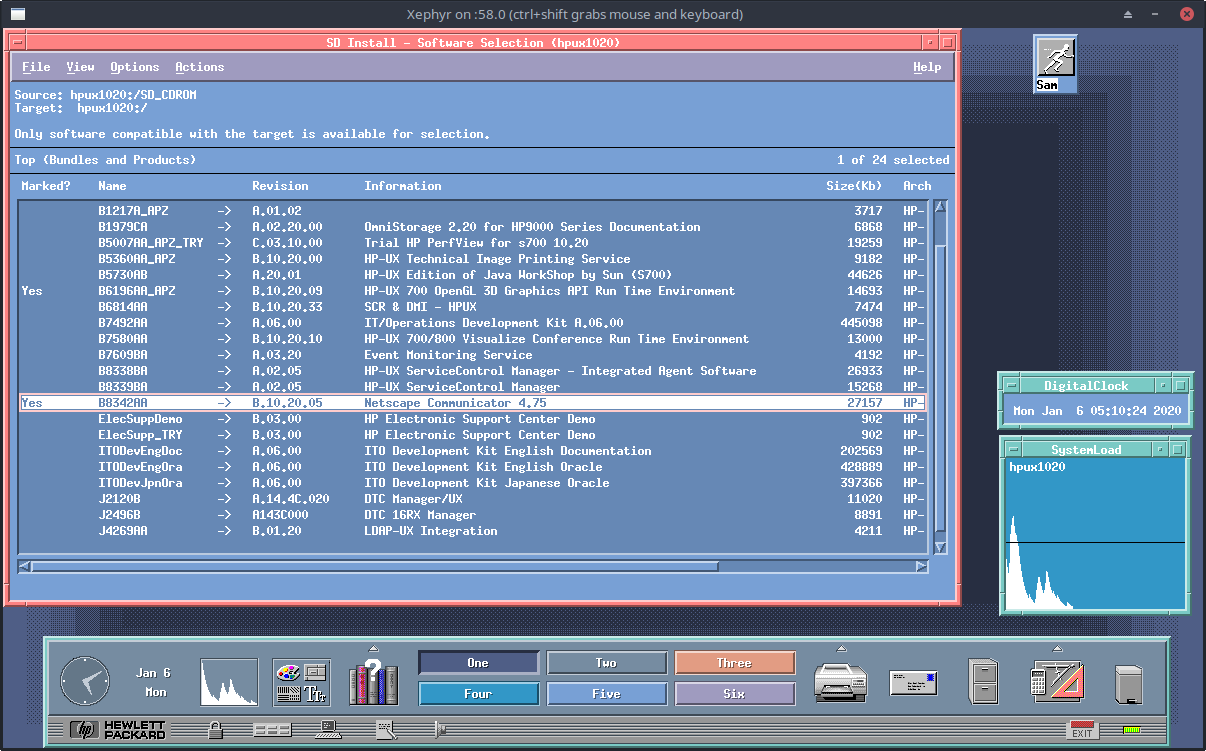 Xephyr on :58.0 (ctrl+shift grabs mouse and keyboard)
SD Install - Software Selection (hpux1020)
File View Options Actions Help
Source: hpux1020:/SD_CDROM
Target: hpux1020:/
Only software compatible with the target is available for selection.
Top (Bundles and Products) 1 of 24 selected
Marked? Name Revision Information Size(Kb) Arch
B1217A_APZ -> A.01.02 3717 HP-
B1979CA -> A.02.20.00 OmniStorage 2.20 for HP9000 Series Documentation 6868 HP-
B5007AA_APZ_TRY -> C.03.10.00 Trial HP PerfView for s700 10.20 19259 HP-
B5360AA_APZ -> B.10.20.00 HP-UX Technical Image Printing Service 9182 HP-
B5730AB -> A.20.01 HP-UX Edition of Java WorkShop by Sun (S700) 44626 HP-
Yes B6196AA_APZ -> B.10.20.09 HP-UX 700 OpenGL 3D Graphics API Run Time Environment 14693 HP-
B6814AA -> B.10.20.33 SCR & DMI - HPUX 7474 HP-
B7492AA -> A.06.00 IT/Operations Development Kit A.06.00 445098 HP-
B7580AA -> B.10.20.10 HP-UX 700/800 Visualize Conference Run Time Environment 13000 HP-
B7609BA -> A.03.20 Event Monitoring Service 4192 HP-
B8338BA -> A.02.05 HP-UX ServiceControl Manager - Integrated Agent Software 26933 HP-
B8339BA -> A.02.05 HP-UX ServiceControl Manager 15268 HP-
Yes B8342AA -> B.10.20.05 Netscape Communicator 4.75 27157 HP-
ElecSuppDemo -> B.03.00 HP Electronic Support Center Demo 902 HP-
ElecSupp_TRY -> B.03.00 HP Electronic Support Center Demo 902 HP-
ITODevEngDoc -> A.06.00 ITO Development Kit English Documentation 202569 HP-
ITODevEngOra -> A.06.00 ITO Development Kit English Oracle 428889 HP-
ITODevJpnOra -> A.06.00 ITO Development Kit Japanese Oracle 397366 HP-
J2120B -> A.14.4C.020 DTC Manager/UX 11020 HP-
J2496B -> A143C000 DTC 16RX Manager 8891 HP-
J4269AA -> B.01.20 LDAP-UX Integration 4211 HP-
Sam
DigitalClock
Mon Jan 6 05:10:24 2020
SystemLoad
hpux1020
Jan 6
Mon
One Two Three
Four Five Six
hp HEWLETT
PACKARD
EXIT